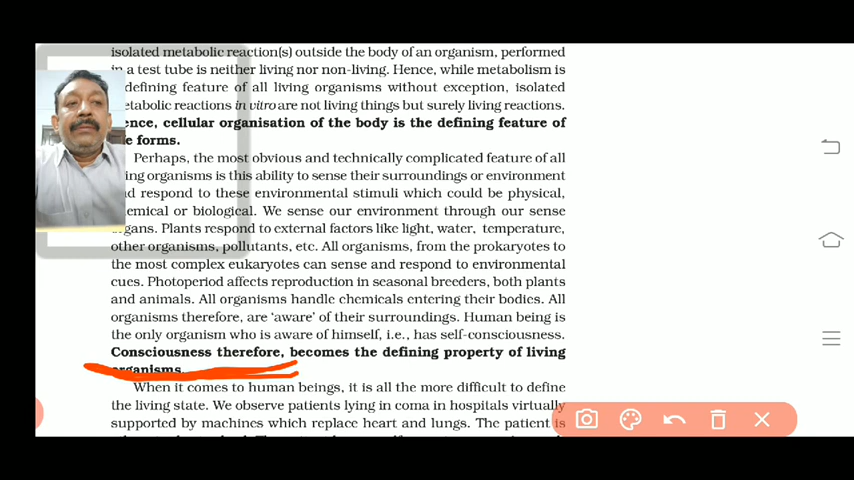 isolated metabolic reaction(s) outside the body of an organism, performed
in a test tube is neither living nor non-living. Hence, while metabolism is
defining feature of all living organisms without exception, isolated
metabolic reactions in vitro are not living things but surely living reactions.
Hence, cellular organisation of the body is the defining feature of
forms.
Perhaps, the most obvious and technically complicated feature of all
living organisms is this ability to sense their surroundings or environment
and respond to these environmental stimuli which could be physical,
chemical or biological. We sense our environment through our sense
organs. Plants respond to external factors like light, water, temperature,
other organisms, pollutants, etc. All organisms, from the prokaryotes to
the most complex eukaryotes can sense and respond to environmental
cues. Photoperiod affects reproduction in seasonal breeders, both plants
and animals. All organisms handle chemicals entering their bodies. All
organisms therefore, are ‘aware’ of their surroundings. Human being is
the only organism who is aware of himself, i.e., has self-consciousness.
Consciousness therefore, becomes the defining property of living
organisms.
When it comes to human beings, it is all the more difficult to define
the living state. We observe patients lying in coma in hospitals virtually
supported by machines which replace heart and lungs. The patient is